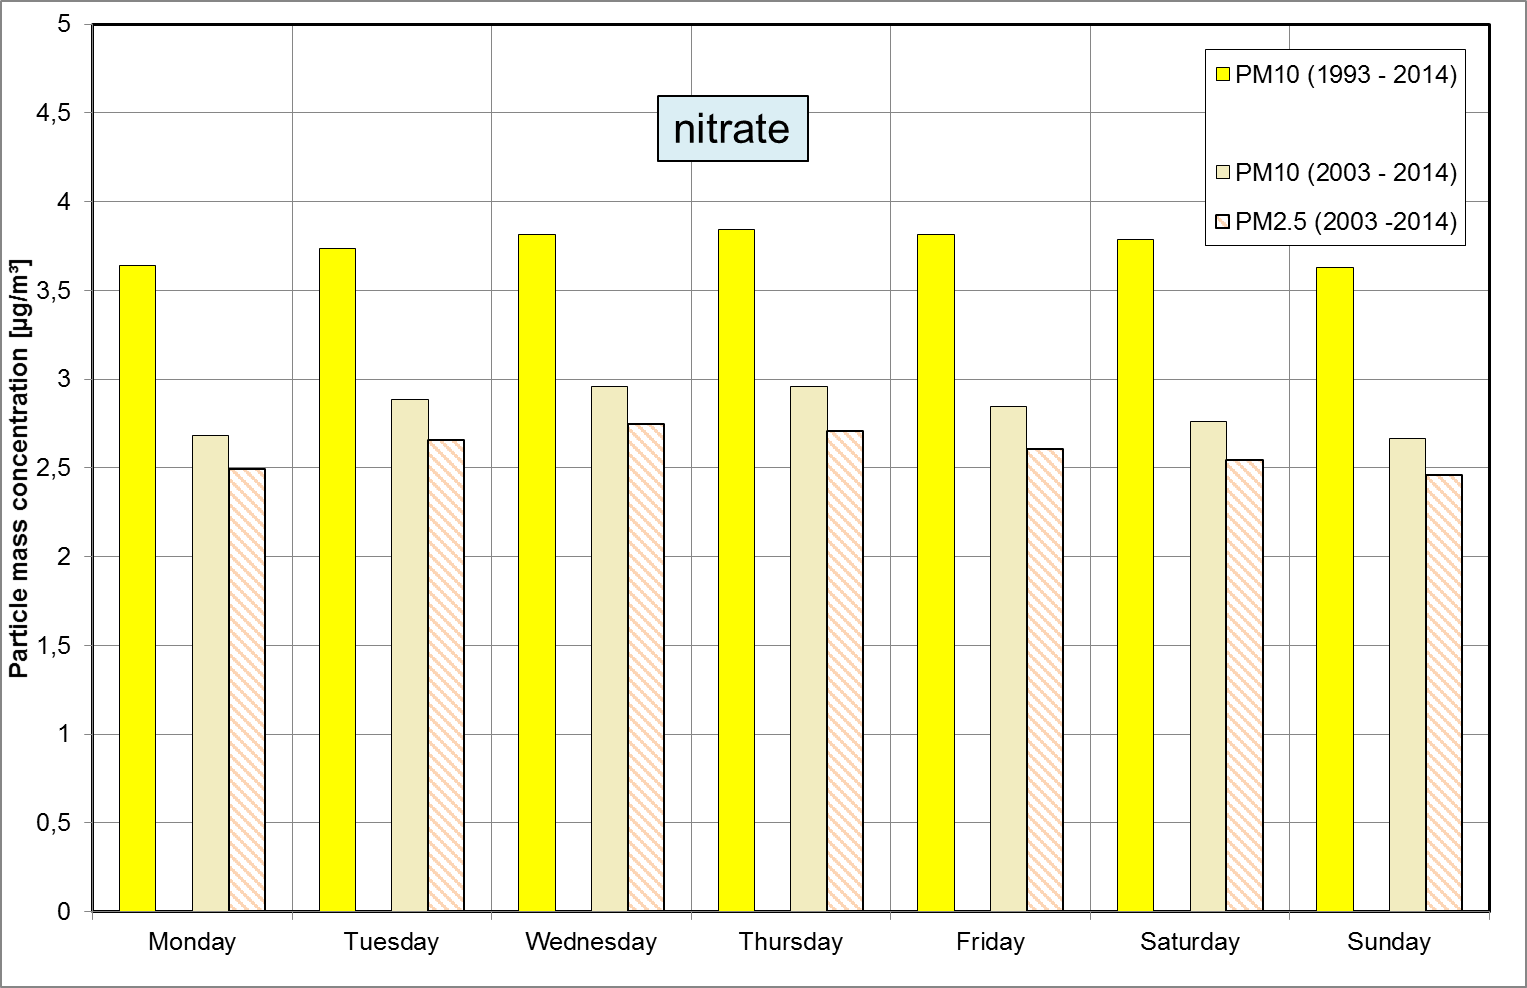 nitrate
PM10 (1993 - 2014)
PM10 (2003 - 2014)
PM2.5 (2003 -2014)
Particle mass concentration [µg/m³]
5
4,5
4
3,5
3
2,5
2
1,5
1
0,5
0
Monday
Tuesday
Wednesday
Thursday
Friday
Saturday
Sunday